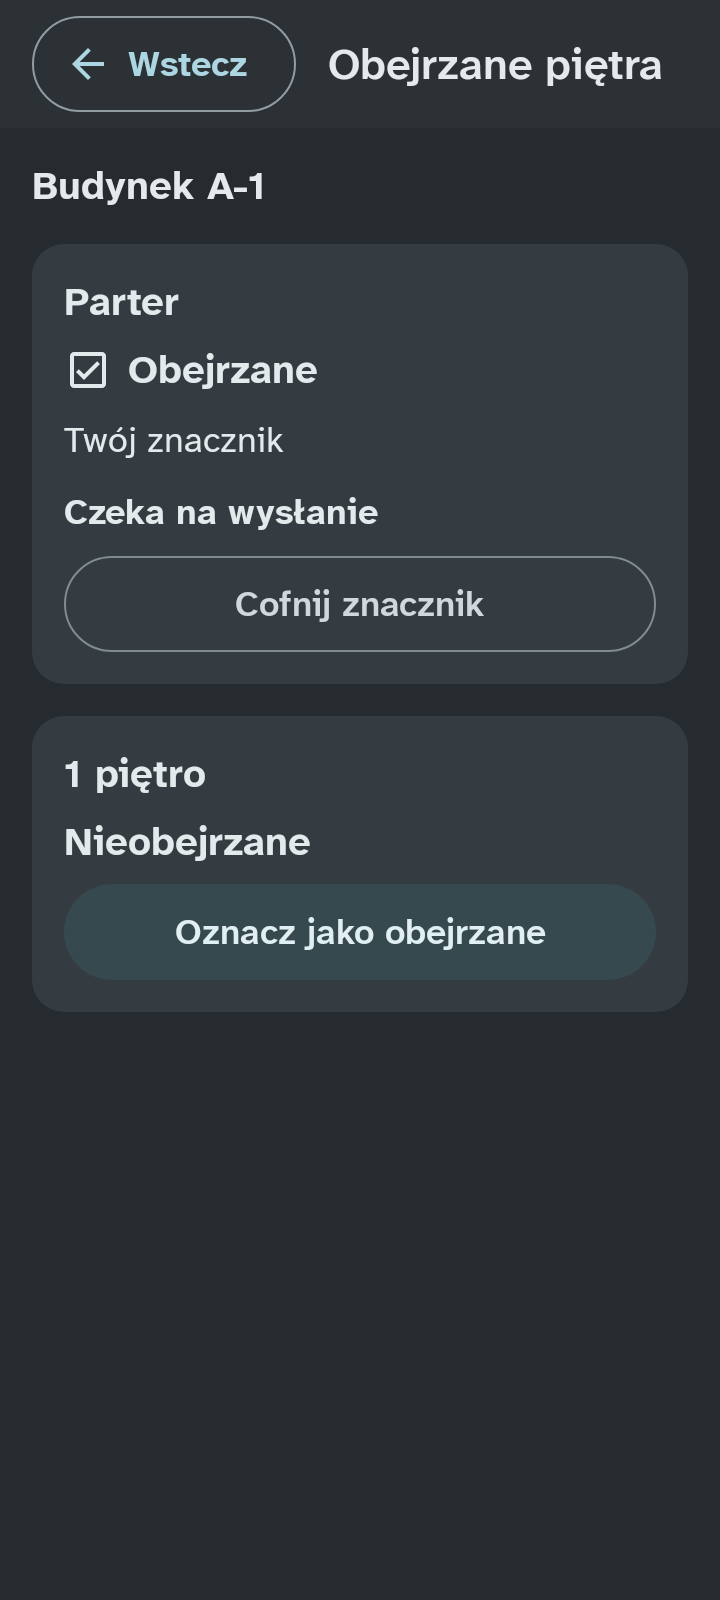 Wstecz
Obejrzane piętra
Budynek A-1
Parter
Obejrzane
Twój znacznik
Czeka na wysłanie
Cofnij znacznik
1 piętro
Nieobejrzane
Oznacz jako obejrzane